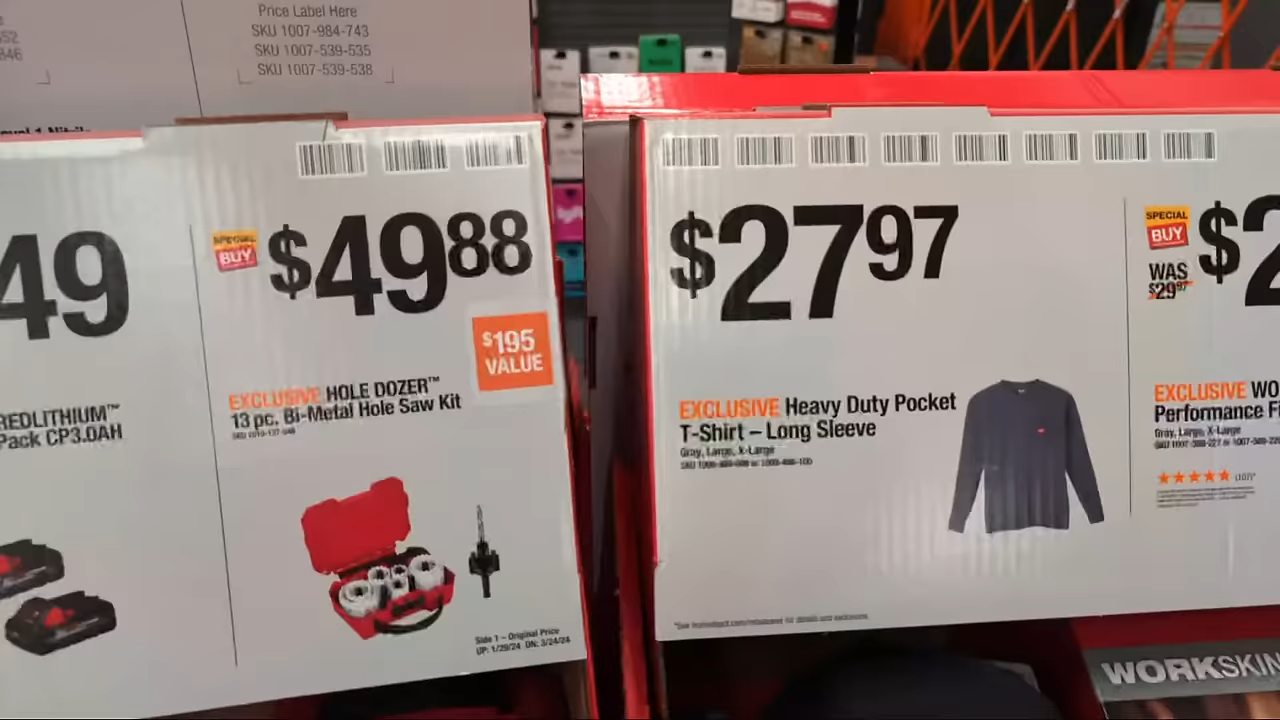 Price Label Here
SKU 1007-984-743
SKU 1007-539-535
SKU 1007-539-538
846
49
REDLITHIUM™
Pack CP3.0AH
SPECIAL
BUY
$49 88
$195
VALUE
EXCLUSIVE HOLE DOZER™
13 pc. Bi-Metal Hole Saw Kit
Side 1 – Original Price
UP: 1/29/24 DN: 3/24/24
$27 97
EXCLUSIVE Heavy Duty Pocket
T-Shirt – Long Sleeve
Gray, Large, X-Large
SPECIAL
BUY
WAS
$29 97
$2
EXCLUSIVE WO
Performance
Gray, Large, X-Large
(107)*
WORKSKIN